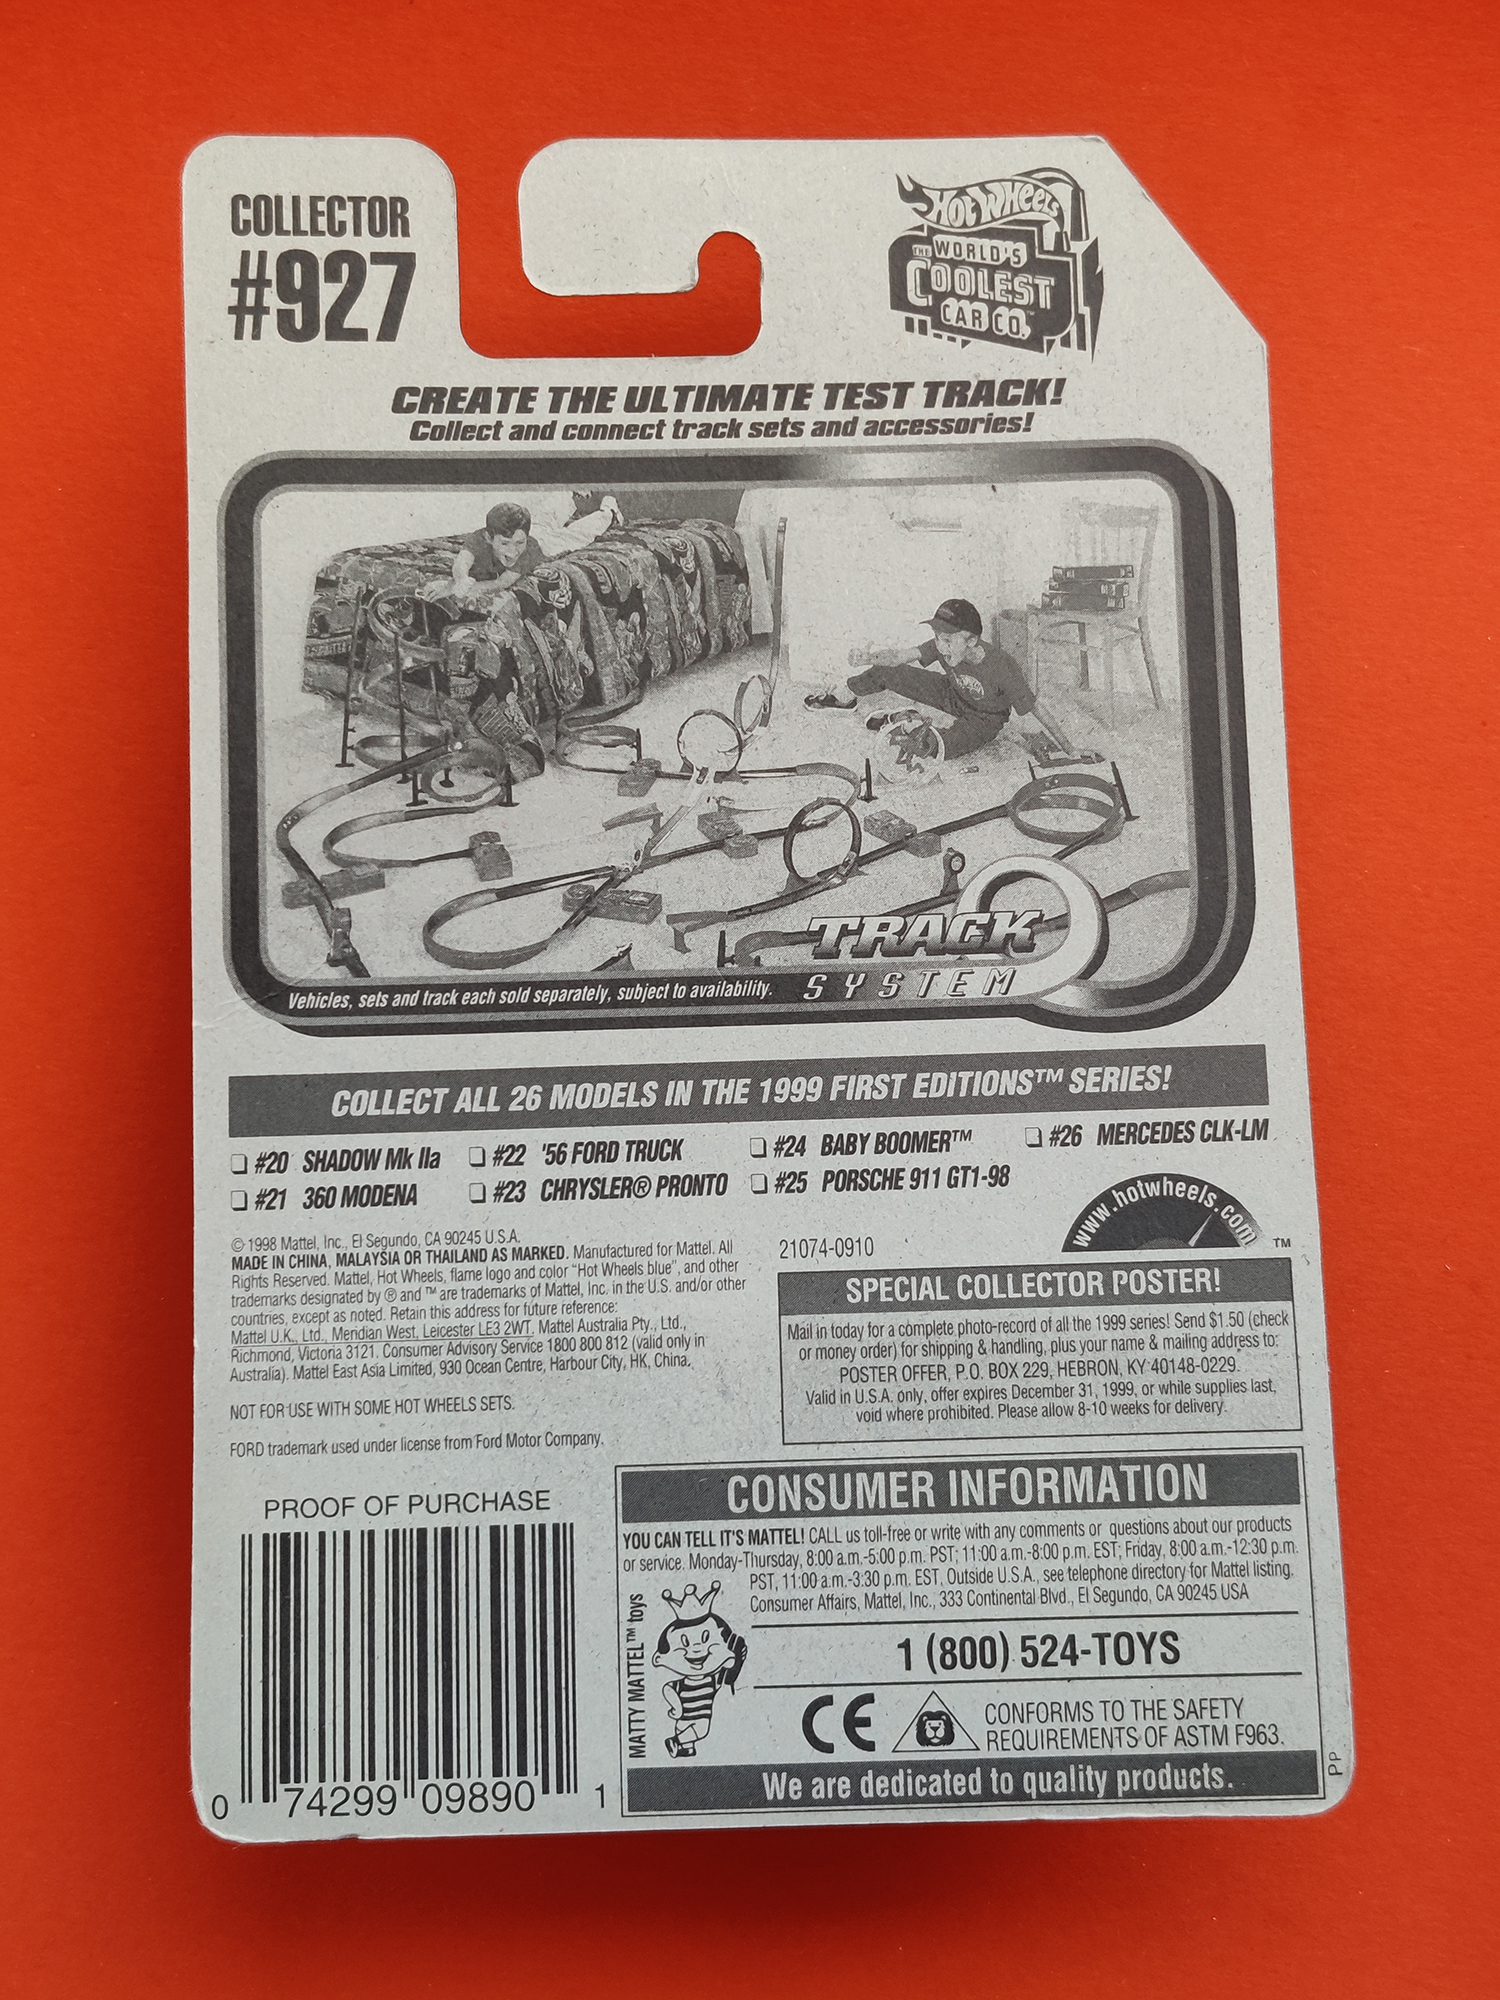 COLLECTOR
#927
HOT WHEELS
THE WORLD'S
COOLEST
CAR CO.™
CREATE THE ULTIMATE TEST TRACK!
Collect and connect track sets and accessories!
TRACK
SYSTEM
Vehicles, sets and track each sold separately, subject to availability.
COLLECT ALL 26 MODELS IN THE 1999 FIRST EDITIONS™ SERIES!
❏ #20 SHADOW Mk IIa
❏ #21 360 MODENA
❏ #22 '56 FORD TRUCK
❏ #23 CHRYSLER® PRONTO
❏ #24 BABY BOOMER™
❏ #25 PORSCHE 911 GT1-98
❏ #26 MERCEDES CLK-LM
www.hotwheels.com
TM
© 1998 Mattel, Inc., El Segundo, CA 90245 U.S.A.
MADE IN CHINA, MALAYSIA OR THAILAND AS MARKED. Manufactured for Mattel. All
Rights Reserved. Mattel, Hot Wheels, flame logo and color "Hot Wheels blue", and other
trademarks designated by ® and ™ are trademarks of Mattel, Inc. in the U.S. and/or other
countries, except as noted. Retain this address for future reference:
Mattel U.K., Ltd., Meridian West, Leicester LE3 2WT. Mattel Australia Pty., Ltd.,
Richmond, Victoria 3121. Consumer Advisory Service 1800 800 812 (valid only in
Australia). Mattel East Asia Limited, 930 Ocean Centre, Harbour City, HK, China.
NOT FOR USE WITH SOME HOT WHEELS SETS.
FORD trademark used under license from Ford Motor Company.
21074-0910
SPECIAL COLLECTOR POSTER!
Mail in today for a complete photo-record of all the 1999 series! Send $1.50 (check
or money order) for shipping & handling, plus your name & mailing address to:
POSTER OFFER, P.O. BOX 229, HEBRON, KY 40148-0229.
Valid in U.S.A. only, offer expires December 31, 1999, or while supplies last,
void where prohibited. Please allow 8-10 weeks for delivery.
PROOF OF PURCHASE
0 74299 09890 1
CONSUMER INFORMATION
YOU CAN TELL IT'S MATTEL! CALL us toll-free or write with any comments or questions about our products
or service. Monday-Thursday, 8:00 a.m.-5:00 p.m. PST; 11:00 a.m.-8:00 p.m. EST; Friday, 8:00 a.m.-12:30 p.m.
PST, 11:00 a.m.-3:30 p.m. EST, Outside U.S.A., see telephone directory for Mattel listing.
Consumer Affairs, Mattel, Inc., 333 Continental Blvd., El Segundo, CA 90245 USA
MATTY MATTEL™ toys
1 (800) 524-TOYS
CE
CONFORMS TO THE SAFETY
REQUIREMENTS OF ASTM F963.
We are dedicated to quality products.
PP